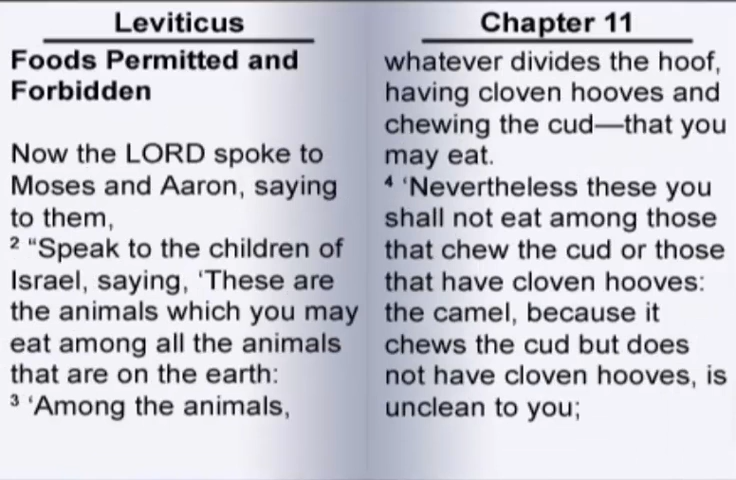 Leviticus
Foods Permitted and
Forbidden
Now the LORD spoke to
Moses and Aaron, saying
to them,
² “Speak to the children of
Israel, saying, ‘These are
the animals which you may
eat among all the animals
that are on the earth:
³ ‘Among the animals,
Chapter 11
whatever divides the hoof,
having cloven hooves and
chewing the cud—that you
may eat.
⁴ ‘Nevertheless these you
shall not eat among those
that chew the cud or those
that have cloven hooves:
the camel, because it
chews the cud but does
not have cloven hooves, is
unclean to you;